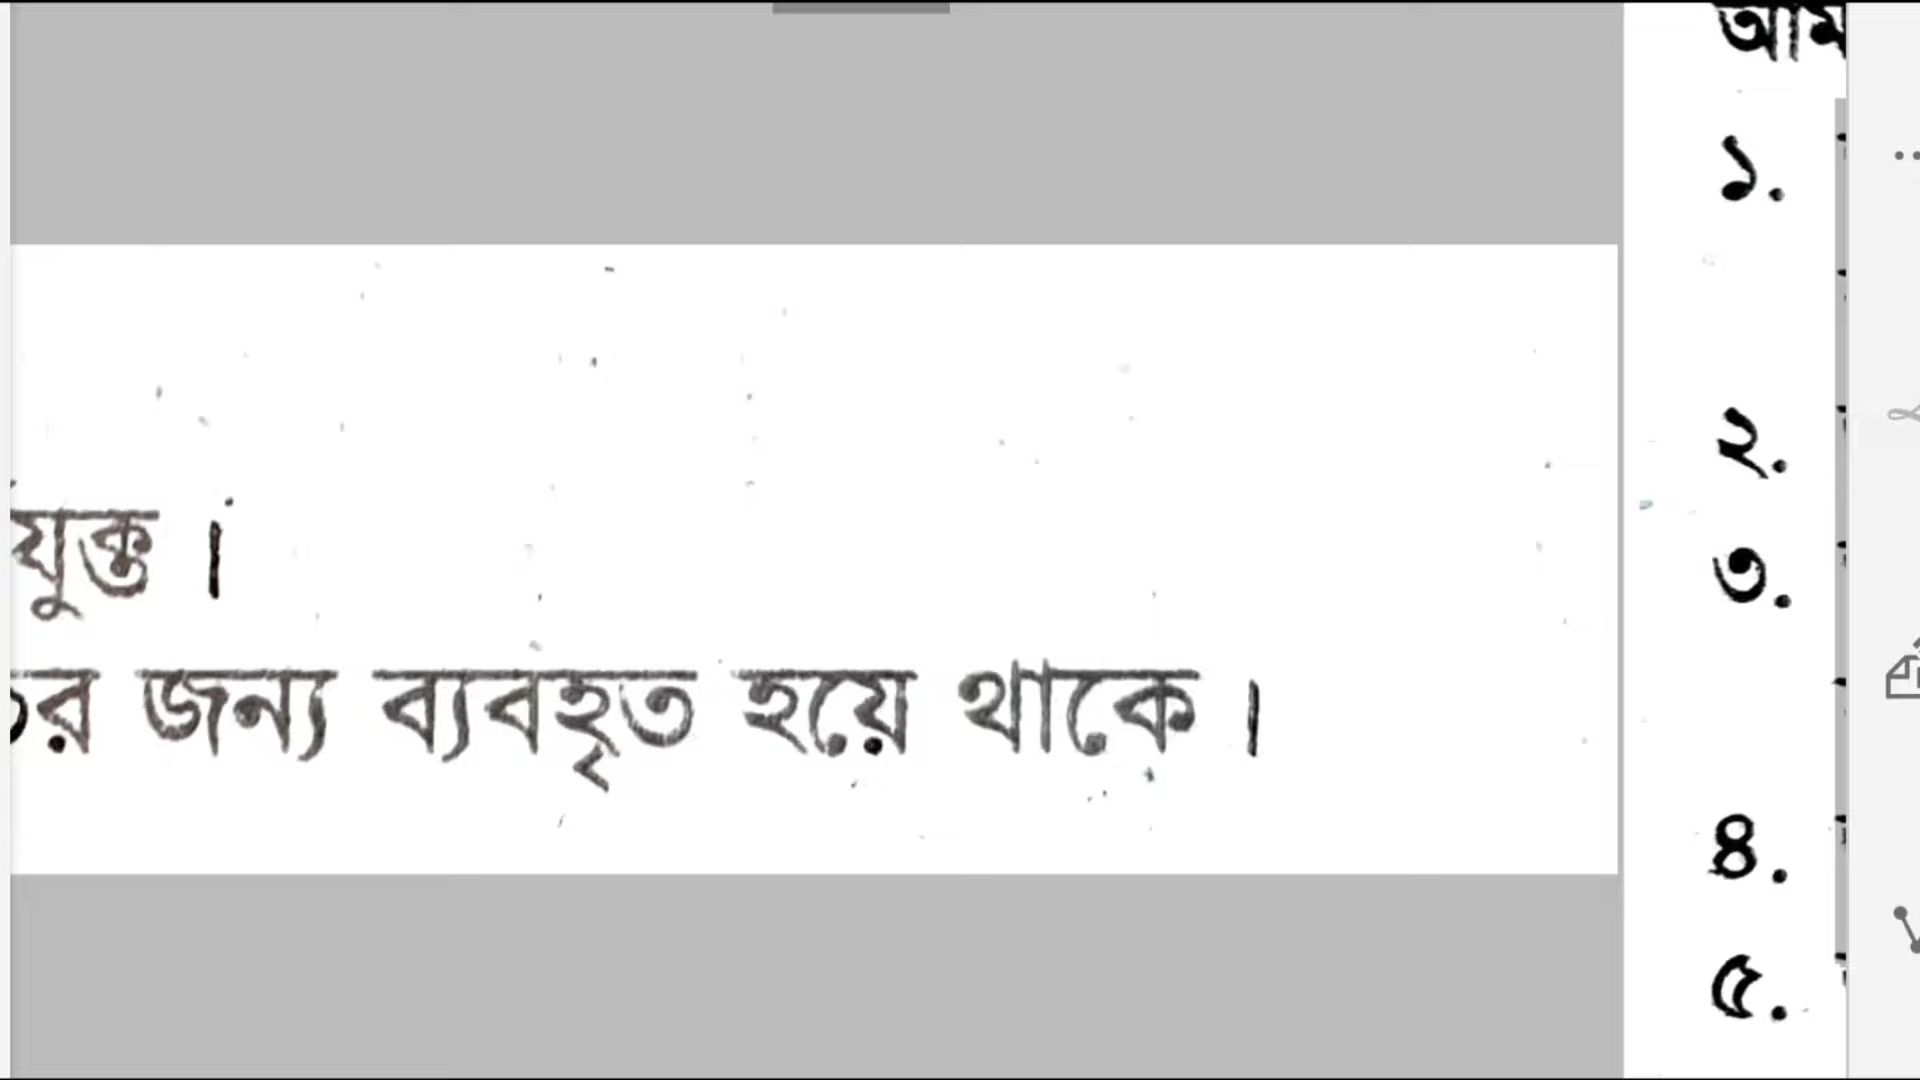 যুক্ত ।
র জন্য ব্যবহৃত হয়ে থাকে ।
১.
২.
৩.
৪.
৫.